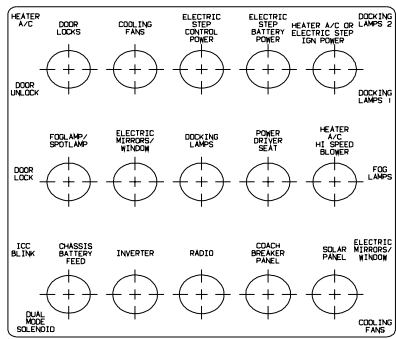 HEATER
A/C
DOOR
LOCKS
COOLING
FANS
ELECTRIC
STEP
CONTROL
POWER
ELECTRIC
STEP
BATTERY
POWER
HEATER A/C OR
ELECTRIC STEP
IGN POWER
DOCKING
LAMPS 2
DOOR
UNLOCK
DOCKING
LAMPS 1
FOGLAMP/
SPOTLAMP
ELECTRIC
MIRRORS/
WINDOW
DOCKING
LAMPS
POWER
DRIVER
SEAT
HEATER
A/C
HI SPEED
BLOWER
DOOR
LOCK
FOG
LAMPS
ICC
BLINK
CHASSIS
BATTERY
FEED
INVERTER
RADIO
COACH
BREAKER
PANEL
SOLAR
PANEL
ELECTRIC
MIRRORS/
WINDOW
DUAL
MODE
SOLENOID
COOLING
FANS